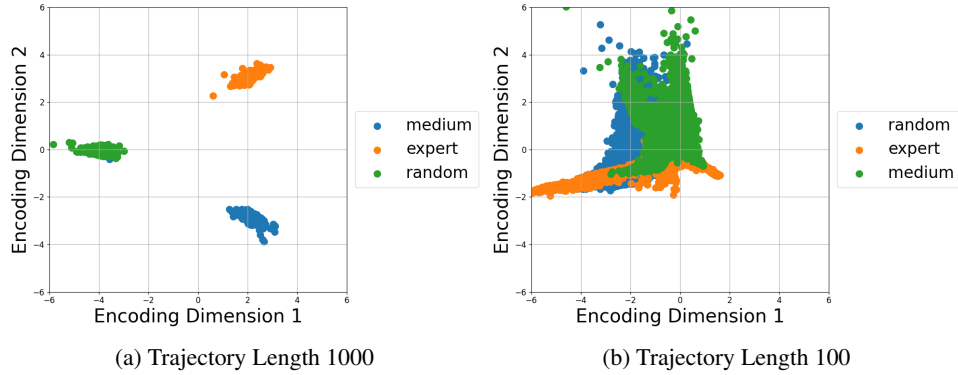 6
4
2
0
−2
−4
−6
−6
−4
−2
0
2
4
6
Encoding Dimension 2
Encoding Dimension 1
medium
expert
random
(a) Trajectory Length 1000
6
4
2
0
−2
−4
−6
−6
−4
−2
0
2
4
6
Encoding Dimension 2
Encoding Dimension 1
random
expert
medium
(b) Trajectory Length 100